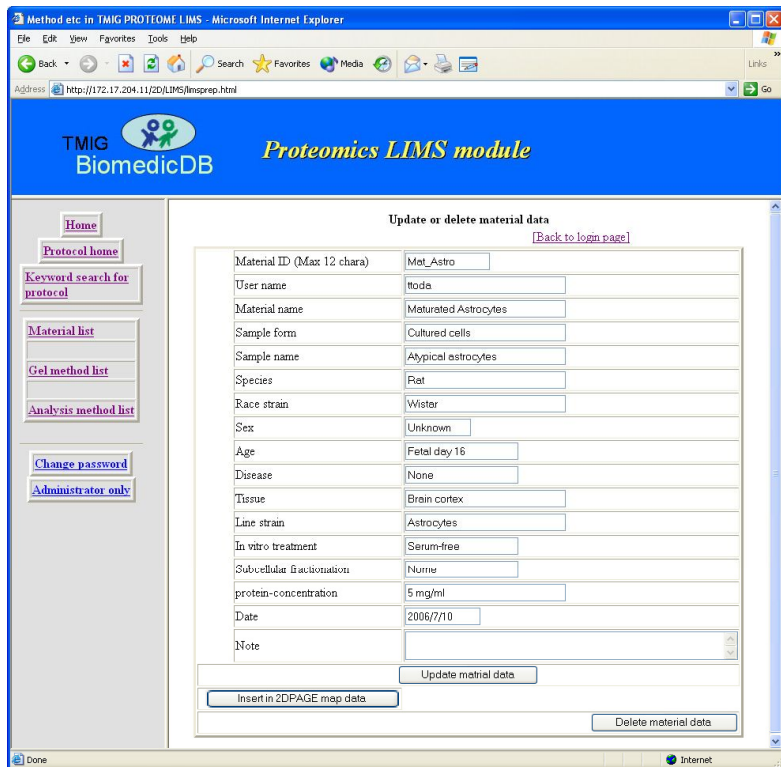 Method etc in TMIG PROTEOME LIMS - Microsoft Internet Explorer
File Edit View Favorites Tools Help
Back Search Favorites Media Links
Address http://172.17.204.11/2D/LIMS/limsprep.html Go
TMIG
BiomedicDB
Proteomics LIMS module
Home
Protocol home
Keyword search for
protocol
Material list
Gel method list
Analysis method list
Change password
Administrator only
Update or delete material data
[Back to login page]
Material ID (Max 12 chara) Mat_Astro
User name ttoda
Material name Maturated Astrocytes
Sample form Cultured cells
Sample name Atypical astrocytes
Species Rat
Race strain Wistar
Sex Unknown
Age Fetal day 16
Disease None
Tissue Brain cortex
Line strain Astrocytes
In vitro treatment Serum-free
Subcellular fractionation
protein-concentration 5 mg/ml
Date 2006/7/10
Note
Update matrial data
Insert in 2DPAGE map data
Delete material data
Done Internet